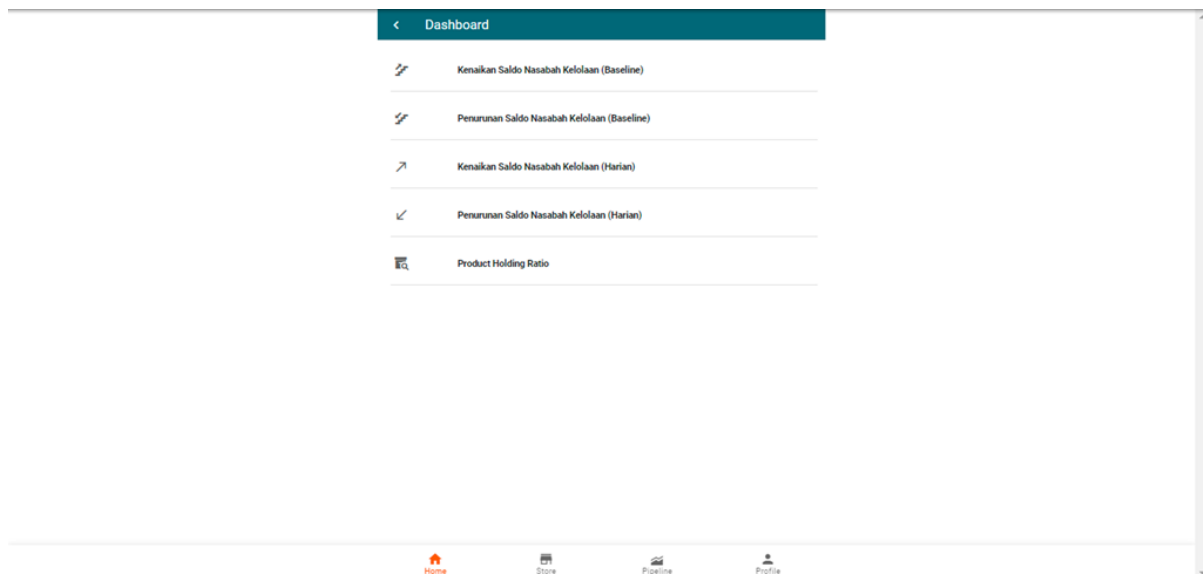 Dashboard
Kenaikan Saldo Nasabah Kelolaan (Baseline)
Penurunan Saldo Nasabah Kelolaan (Baseline)
Kenaikan Saldo Nasabah Kelolaan (Harian)
Penurunan Saldo Nasabah Kelolaan (Harian)
Product Holding Ratio
Home Store Pipeline Profile